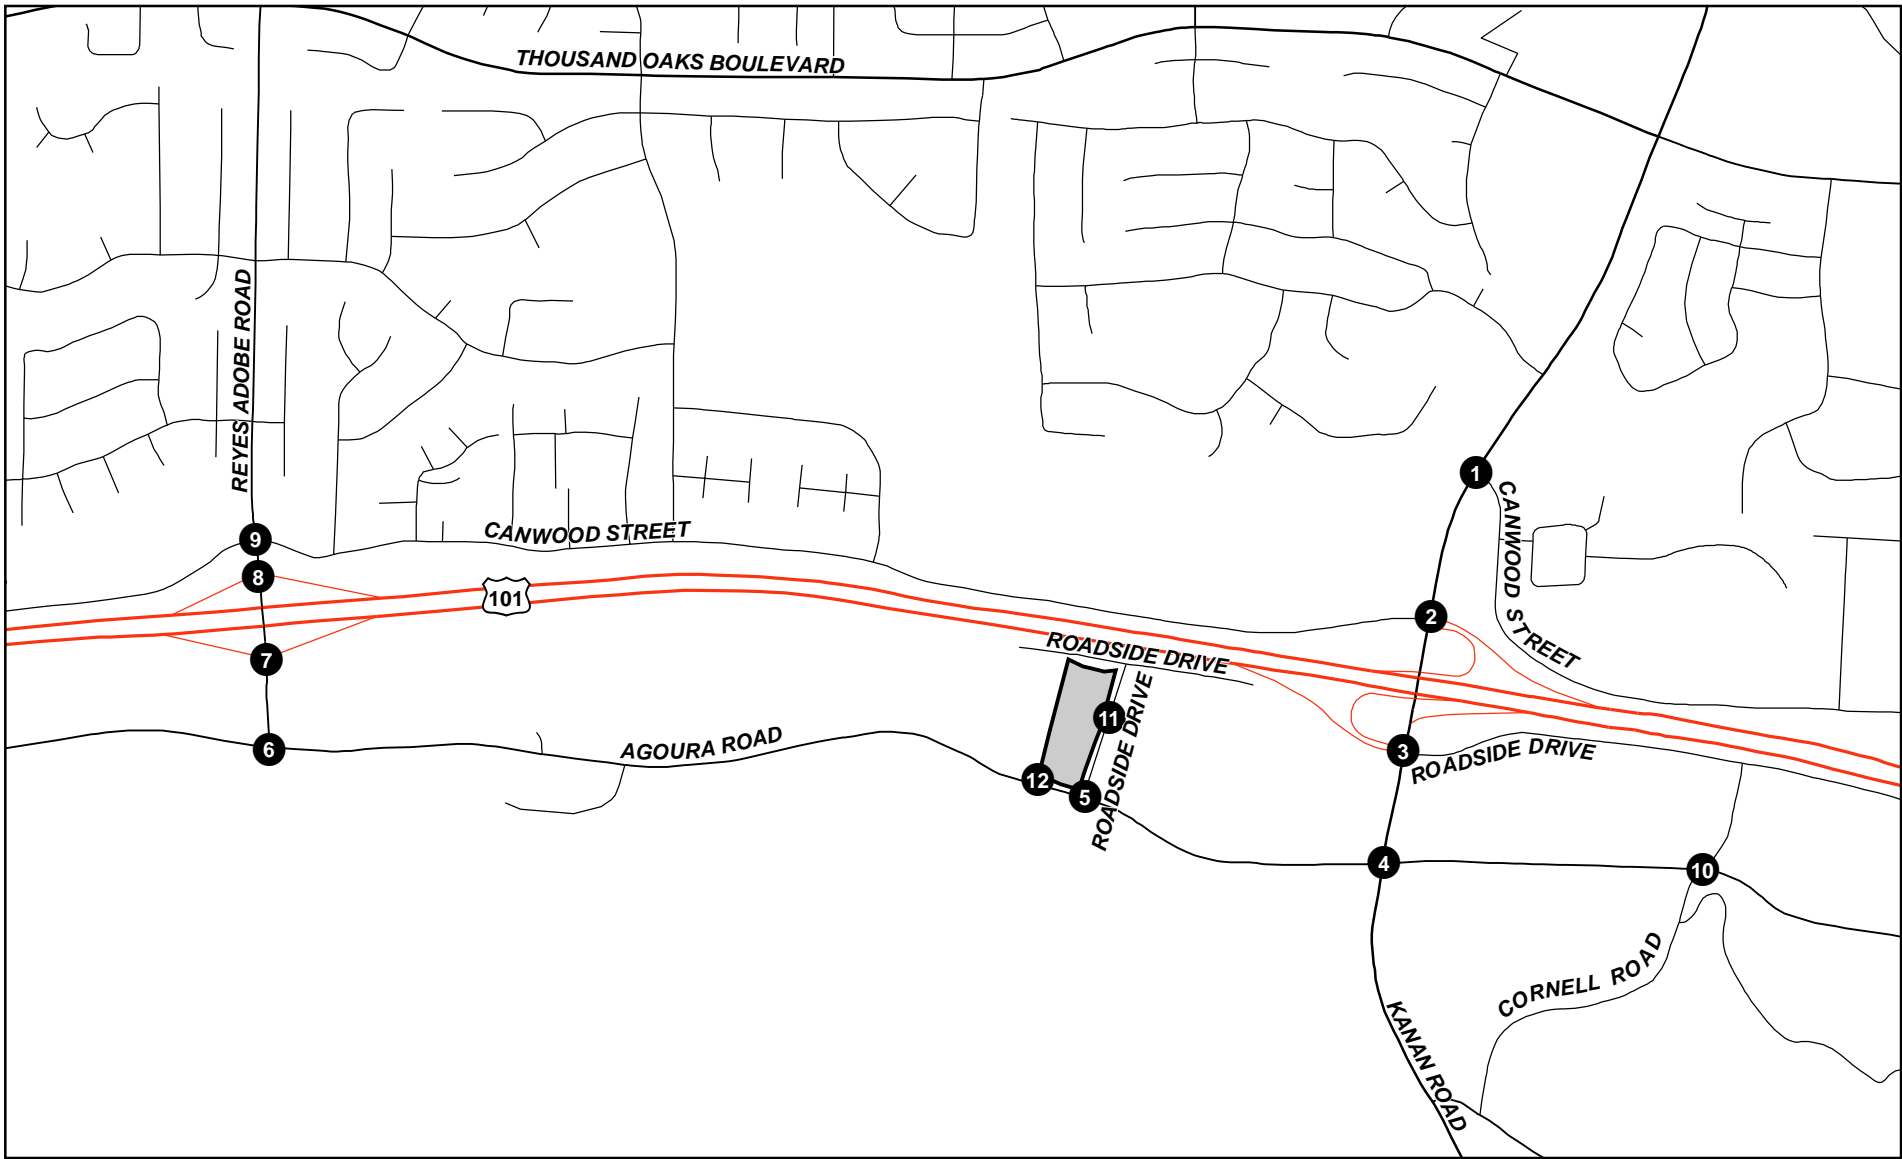 THOUSAND OAKS BOULEVARD
REYES ADOBE ROAD
1
CANWOOD STREET
CANWOOD STREET
9
8
101
2
ROADSIDE DRIVE
7
ROADSIDE DRIVE
11
6
AGOURA ROAD
3
ROADSIDE DRIVE
12
5
4
10
CORNELL ROAD
KANAN ROAD